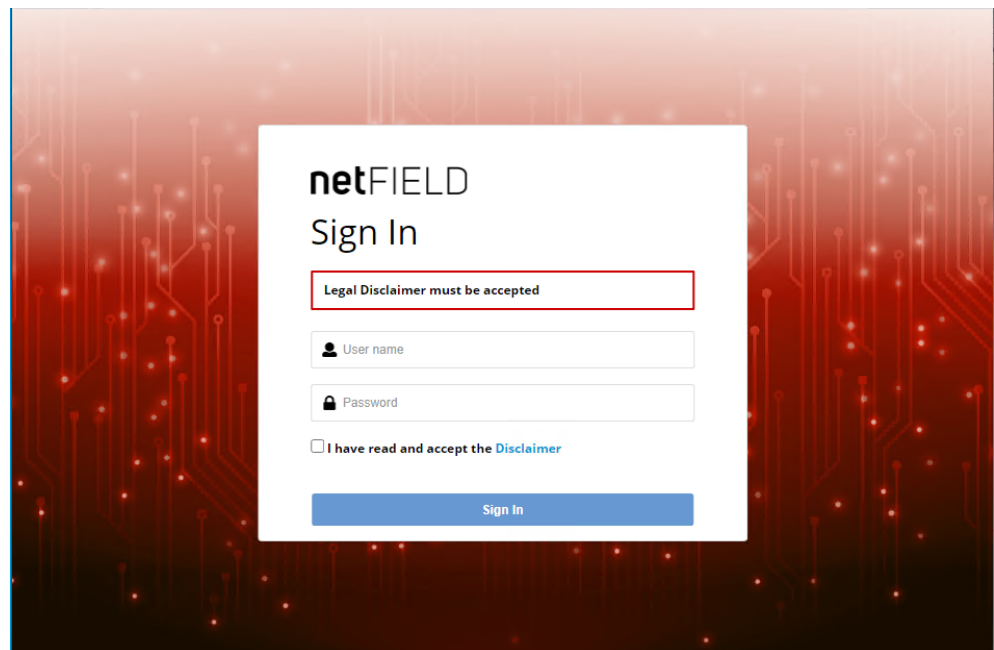 netFIELD
Sign In
Legal Disclaimer must be accepted
User name
Password
I have read and accept the Disclaimer
Sign In